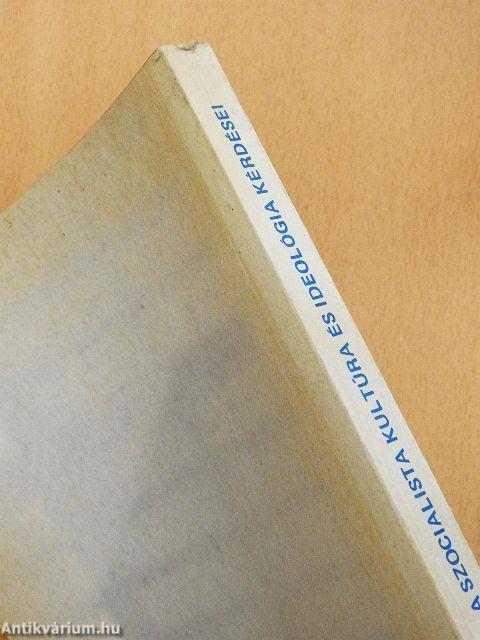 A SZOCIALISTA KULTÚRA ÉS IDEOLÓGIA KÉRDÉSEI
Antikvárium.hu